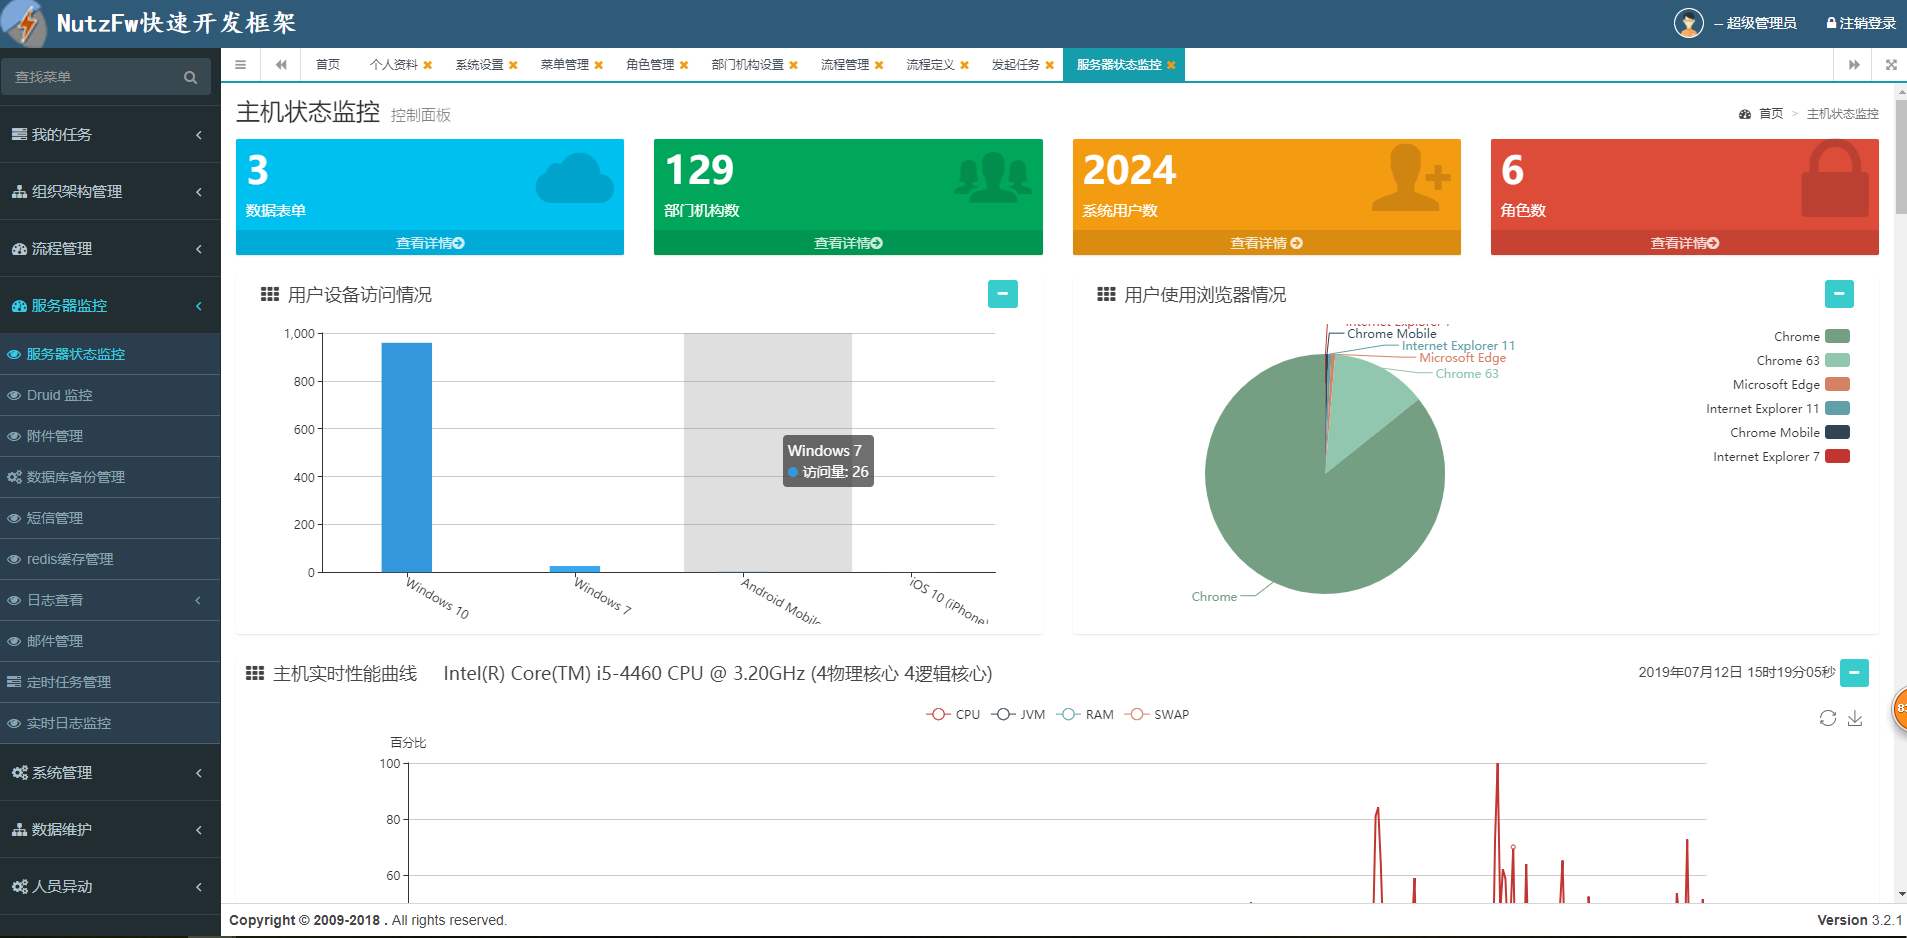 NutzFw快速开发框架
-- 超级管理员
注销登录
查找菜单
首页
个人资料
系统设置
菜单管理
角色管理
部门机构设置
流程管理
流程定义
发起任务
服务器状态监控
我的任务
组织架构管理
流程管理
服务器监控
服务器状态监控
Druid 监控
附件管理
数据库备份管理
短信管理
redis缓存管理
日志查看
邮件管理
定时任务管理
实时日志监控
系统管理
数据维护
人员异动
主机状态监控 控制面板
首页 > 主机状态监控
3
数据表单
查看详情
129
部门机构数
查看详情
2024
系统用户数
查看详情
6
角色数
查看详情
用户设备访问情况
1,000
800
600
400
200
0
Windows 7
访问量: 26
Windows 10
Windows 7
Android Mobile
iOS 10 (iPhone)
用户使用浏览器情况
Internet Explorer 7
Chrome Mobile
Internet Explorer 11
Microsoft Edge
Chrome 63
Chrome
Chrome
Chrome 63
Microsoft Edge
Internet Explorer 11
Chrome Mobile
Internet Explorer 7
主机实时性能曲线 Intel(R) Core(TM) i5-4460 CPU @ 3.20GHz (4物理核心 4逻辑核心)
2019年07月12日 15时19分05秒
CPU JVM RAM SWAP
百分比
100
80
60
Copyright © 2009-2018 . All rights reserved.
Version 3.2.1